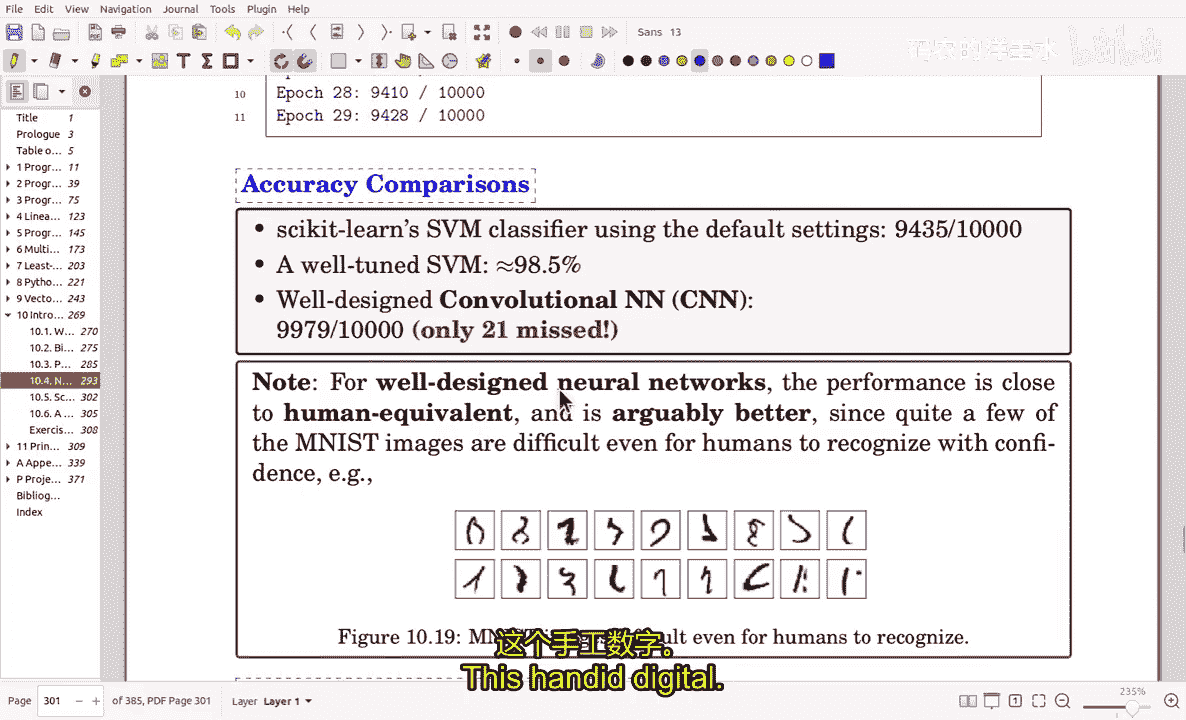 File Edit View Navigation Journal Tools Plugin Help
Sans 13
Title 1
Prologue 3
Table o... 5
1 Progr... 11
2 Progr... 39
3 Progr... 75
4 Linea... 123
5 Progr... 145
6 Multi... 173
7 Least-... 203
8 Pytho... 221
9 Vecto... 243
10 Intro... 269
10.1. W... 270
10.2. Bi... 275
10.3. P... 285
10.4. N... 293
10.5. Sc... 302
10.6. A ... 305
Exercis... 308
11 Prin... 309
A Appe... 339
P Proje... 371
Bibliog...
Index
10 Epoch 28: 9410 / 10000
11 Epoch 29: 9428 / 10000
Accuracy Comparisons
• scikit-learn's SVM classifier using the default settings: 9435/10000
• A well-tuned SVM: ≈98.5%
• Well-designed Convolutional NN (CNN):
9979/10000 (only 21 missed!)
Note: For well-designed neural networks, the performance is close
to human-equivalent, and is arguably better, since quite a few of
the MNIST images are difficult even for humans to recognize with confi-
dence, e.g.,
Figure 10.19: even for humans to recognize.
这个手工数字。
This handid digital.
Page 301 of 385, PDF Page 301 Layer Layer 1 235%